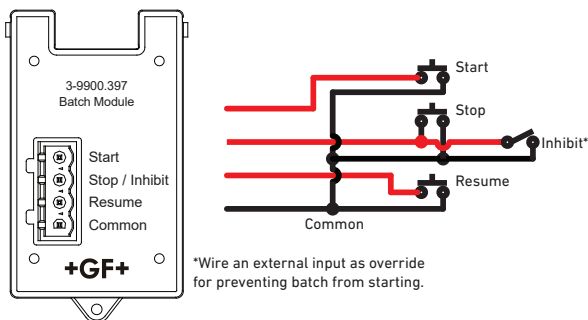 3-9900.397
Batch Module
Start
Stop / Inhibit
Resume
Common
+GF+
Start
Stop
Inhibit*
Resume
Common
*Wire an external input as override
for preventing batch from starting.